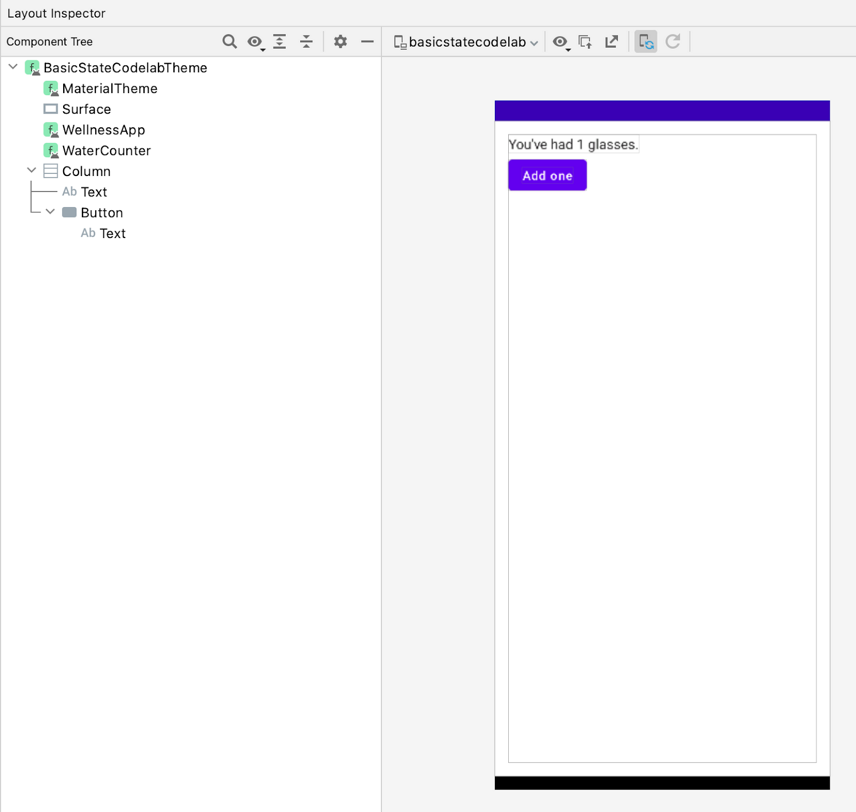 Layout Inspector
Component Tree
basicstatecodelab
BasicStateCodelabTheme
MaterialTheme
Surface
WellnessApp
WaterCounter
Column
Ab Text
Button
Ab Text
You've had 1 glasses.
Add one